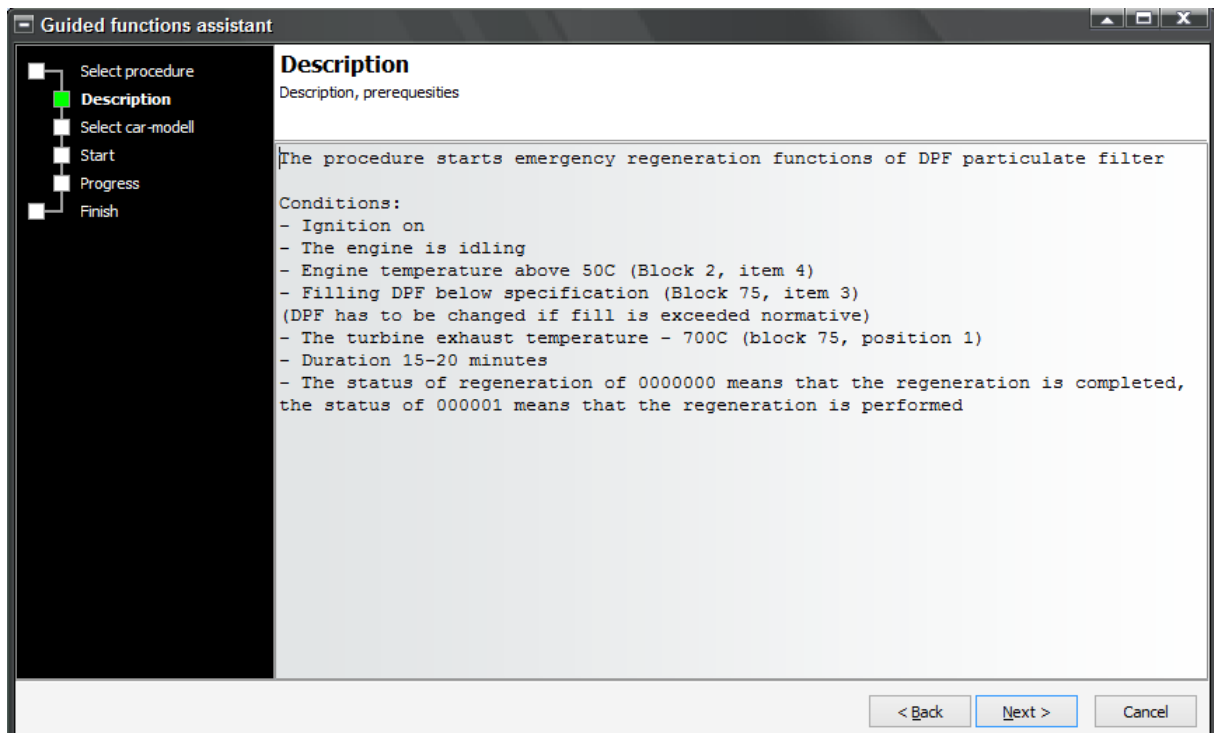 Guided functions assistant
Select procedure
Description
Select car-modell
Start
Progress
Finish
Description
Description, prerequesities
The procedure starts emergency regeneration functions of DPF particulate filter
Conditions:
- Ignition on
- The engine is idling
- Engine temperature above 50C (Block 2, item 4)
- Filling DPF below specification (Block 75, item 3)
(DPF has to be changed if fill is exceeded normative)
- The turbine exhaust temperature - 700C (block 75, position 1)
- Duration 15-20 minutes
- The status of regeneration of 0000000 means that the regeneration is completed,
the status of 000001 means that the regeneration is performed
< Back
Next >
Cancel